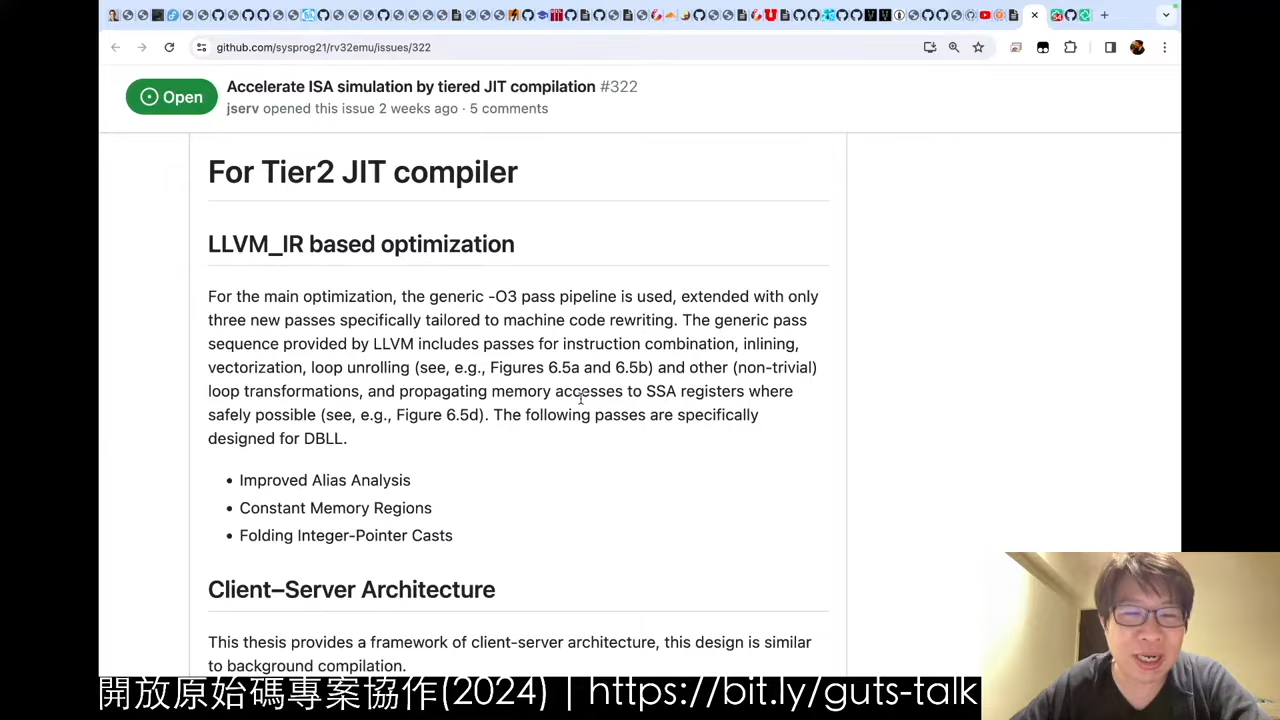 github.com/sysprog21/rv32emu/issues/322
Open
Accelerate ISA simulation by tiered JIT compilation #322
jserv opened this issue 2 weeks ago · 5 comments
For Tier2 JIT compiler
LLVM_IR based optimization
For the main optimization, the generic -O3 pass pipeline is used, extended with only
three new passes specifically tailored to machine code rewriting. The generic pass
sequence provided by LLVM includes passes for instruction combination, inlining,
vectorization, loop unrolling (see, e.g., Figures 6.5a and 6.5b) and other (non-trivial)
loop transformations, and propagating memory accesses to SSA registers where
safely possible (see, e.g., Figure 6.5d). The following passes are specifically
designed for DBLL.
• Improved Alias Analysis
• Constant Memory Regions
• Folding Integer-Pointer Casts
Client–Server Architecture
This thesis provides a framework of client-server architecture, this design is similar
to background compilation.
開放原始碼專案協作(2024) | https://bit.ly/guts-talk